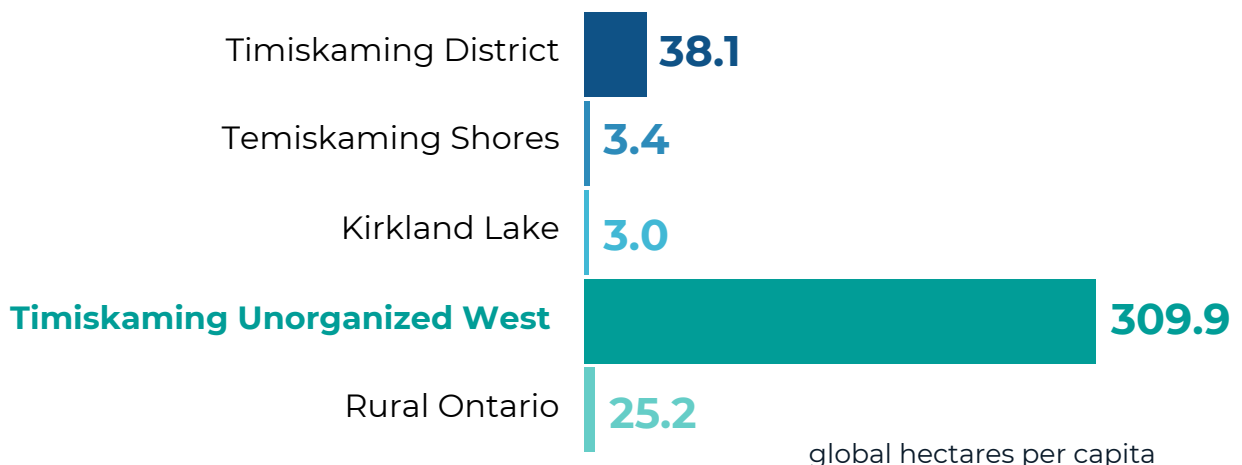 Timiskaming District 38.1
Temiskaming Shores 3.4
Kirkland Lake 3.0
Timiskaming Unorganized West 309.9
Rural Ontario 25.2
global hectares per capita